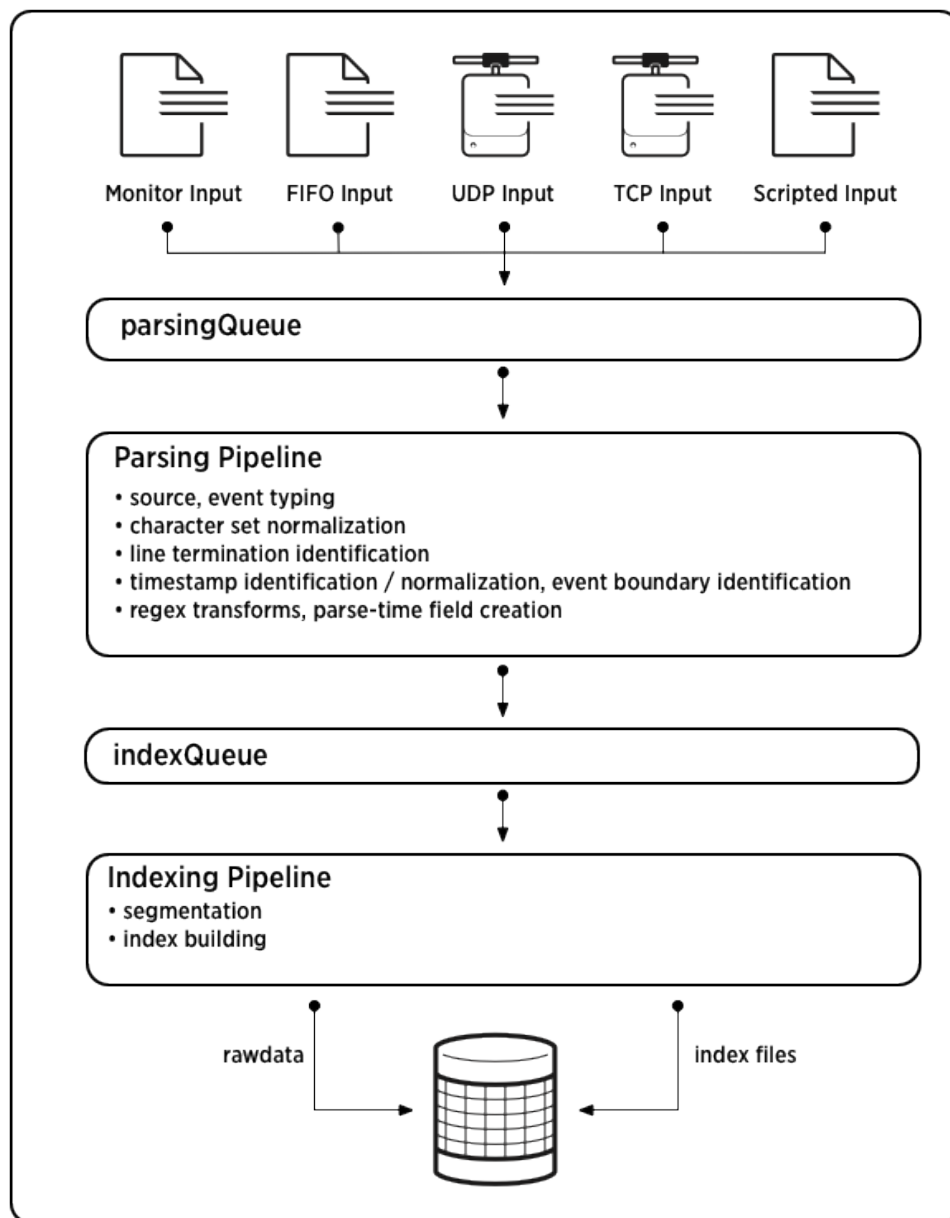 Monitor Input FIFO Input UDP Input TCP Input Scripted Input
parsingQueue
Parsing Pipeline
• source, event typing
• character set normalization
• line termination identification
• timestamp identification / normalization, event boundary identification
• regex transforms, parse-time field creation
indexQueue
Indexing Pipeline
• segmentation
• index building
rawdata index files